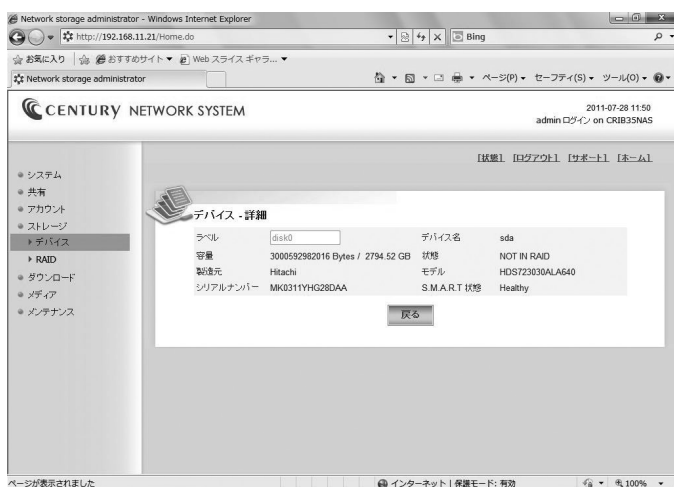 Network storage administrator - Windows Internet Explorer
http://192.168.11.21/Home.do
Bing
お気に入り おすすめサイト ▼ Web スライス ギャラ... ▼
Network storage administrator
ページ(P) ▼ セーフティ(S) ▼ ツール(O) ▼
CENTURY NETWORK SYSTEM
2011-07-28 11:50
admin ログイン on CRIB35NAS
[状態] [ログアウト] [サポート] [ホーム]
システム
共有
アカウント
ストレージ
デバイス
RAID
ダウンロード
メディア
メンテナンス
デバイス - 詳細
ラベル disk0 デバイス名 sda
容量 3000592982016 Bytes / 2794.52 GB 状態 NOT IN RAID
製造元 Hitachi モデル HDS723030ALA640
シリアルナンバー MK0311YHG28DAA S.M.A.R.T 状態 Healthy
戻る
ページが表示されました
インターネット | 保護モード: 有効
100%